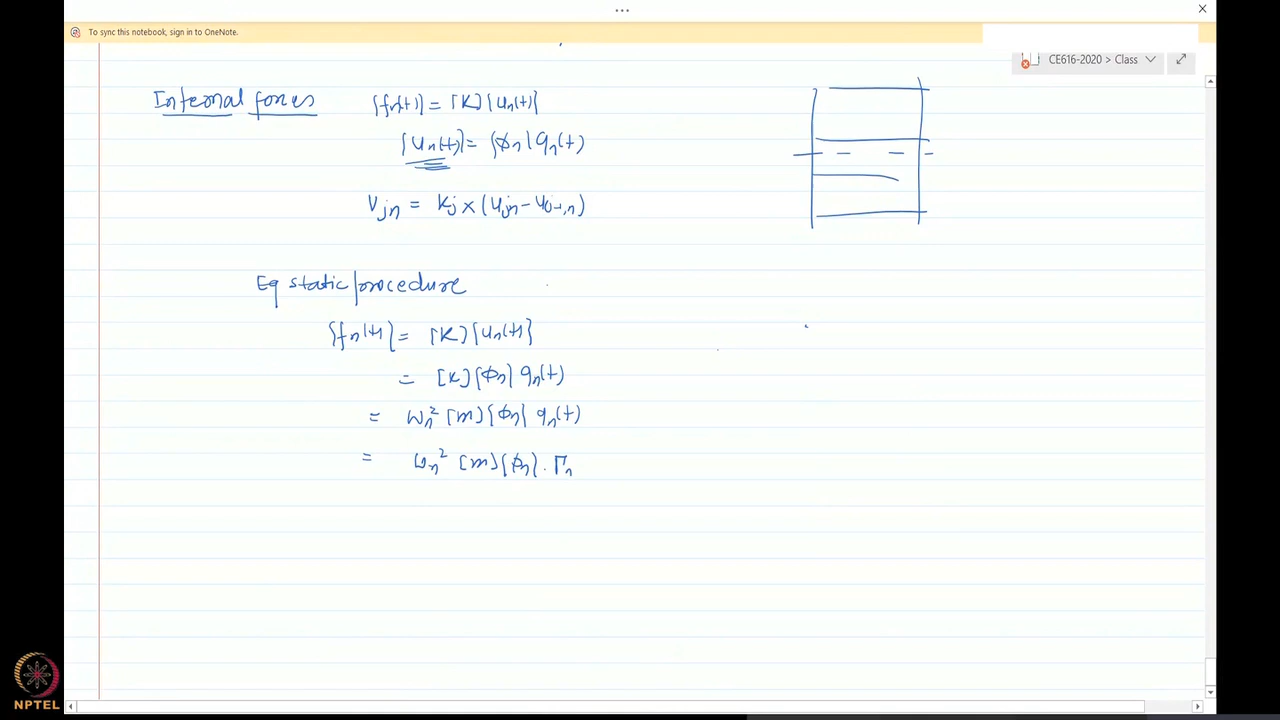 To sync this notebook, sign in to OneNote.
CE616-2020 > Class
Internal forces {fn(t)} = [K]{un(t)}
{un(t)} = {ϕn}qn(t)
Vjn = Kj × (ujn - uj-1,n)
Eq static procedure
{fn(t)} = [K]{un(t)}
= [K]{ϕn} qn(t)
= ωn² [m]{ϕn} qn(t)
= ωn² [m]{ϕn} · Γn
NPTEL